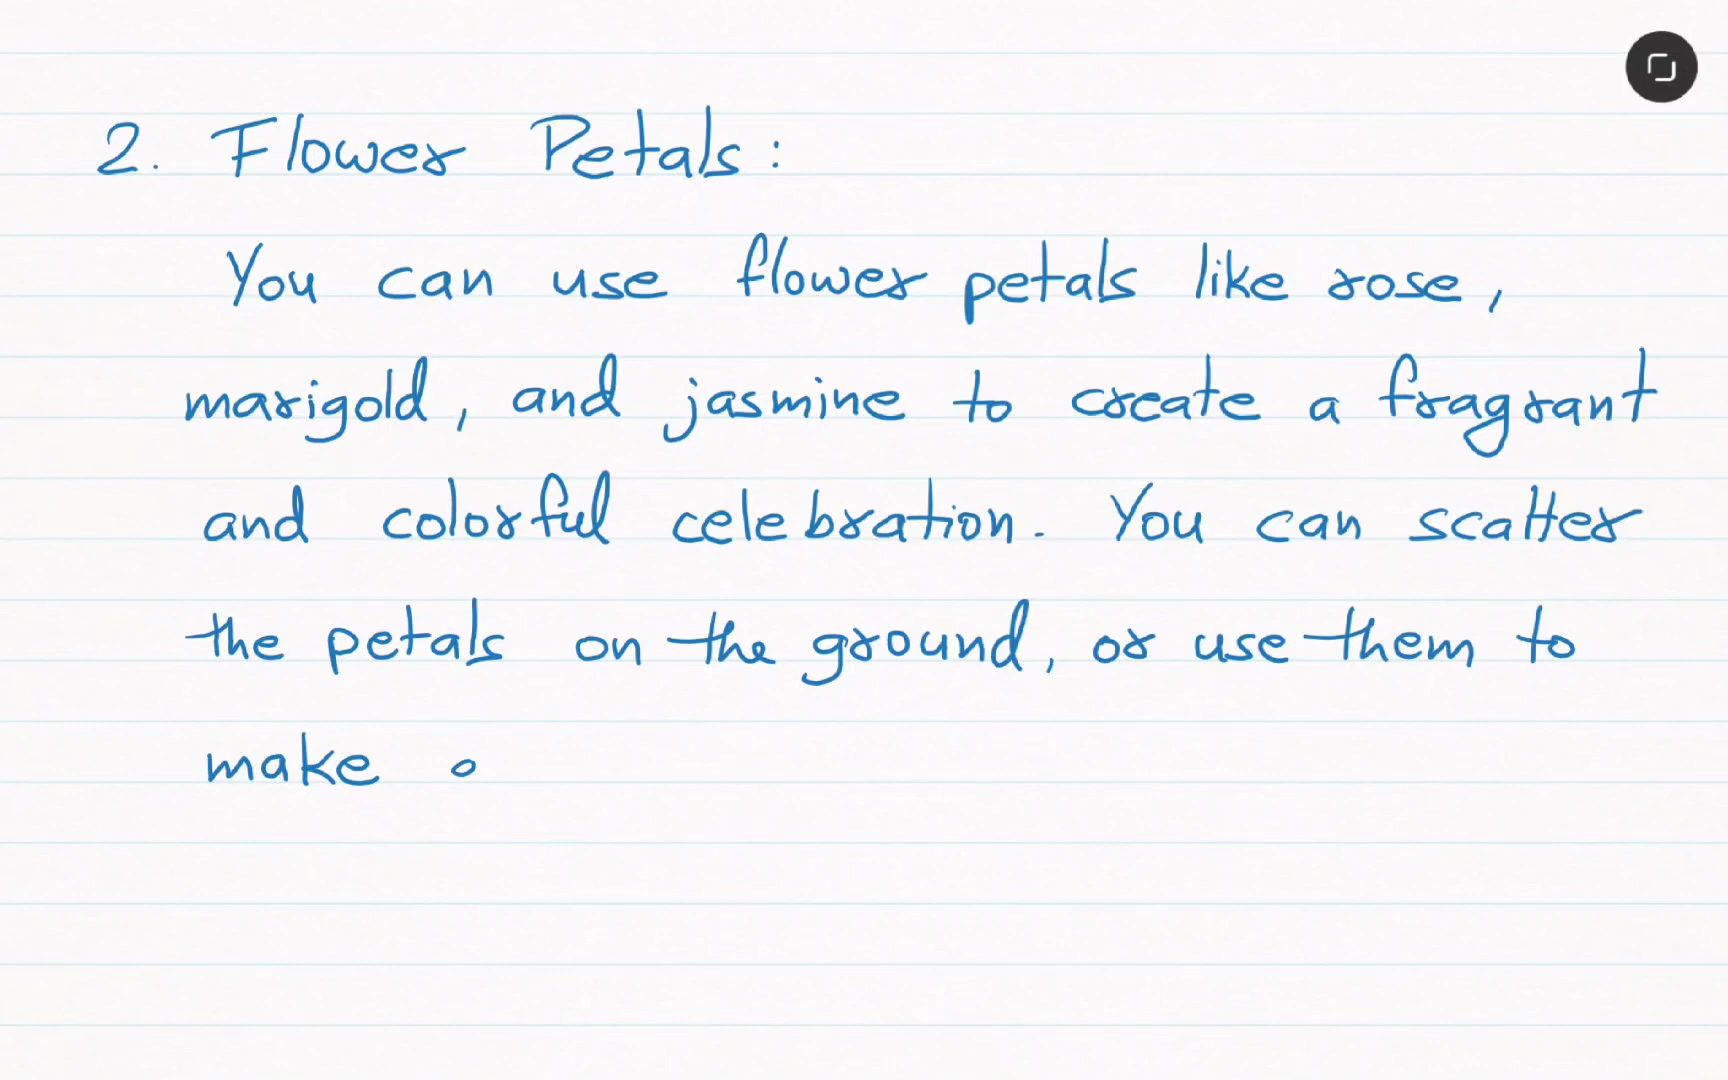 2. Flower Petals:
You can use flower petals like rose,
marigold, and jasmine to create a fragrant
and colorful celebration. You can scatter
the petals on the ground, or use them to
make o